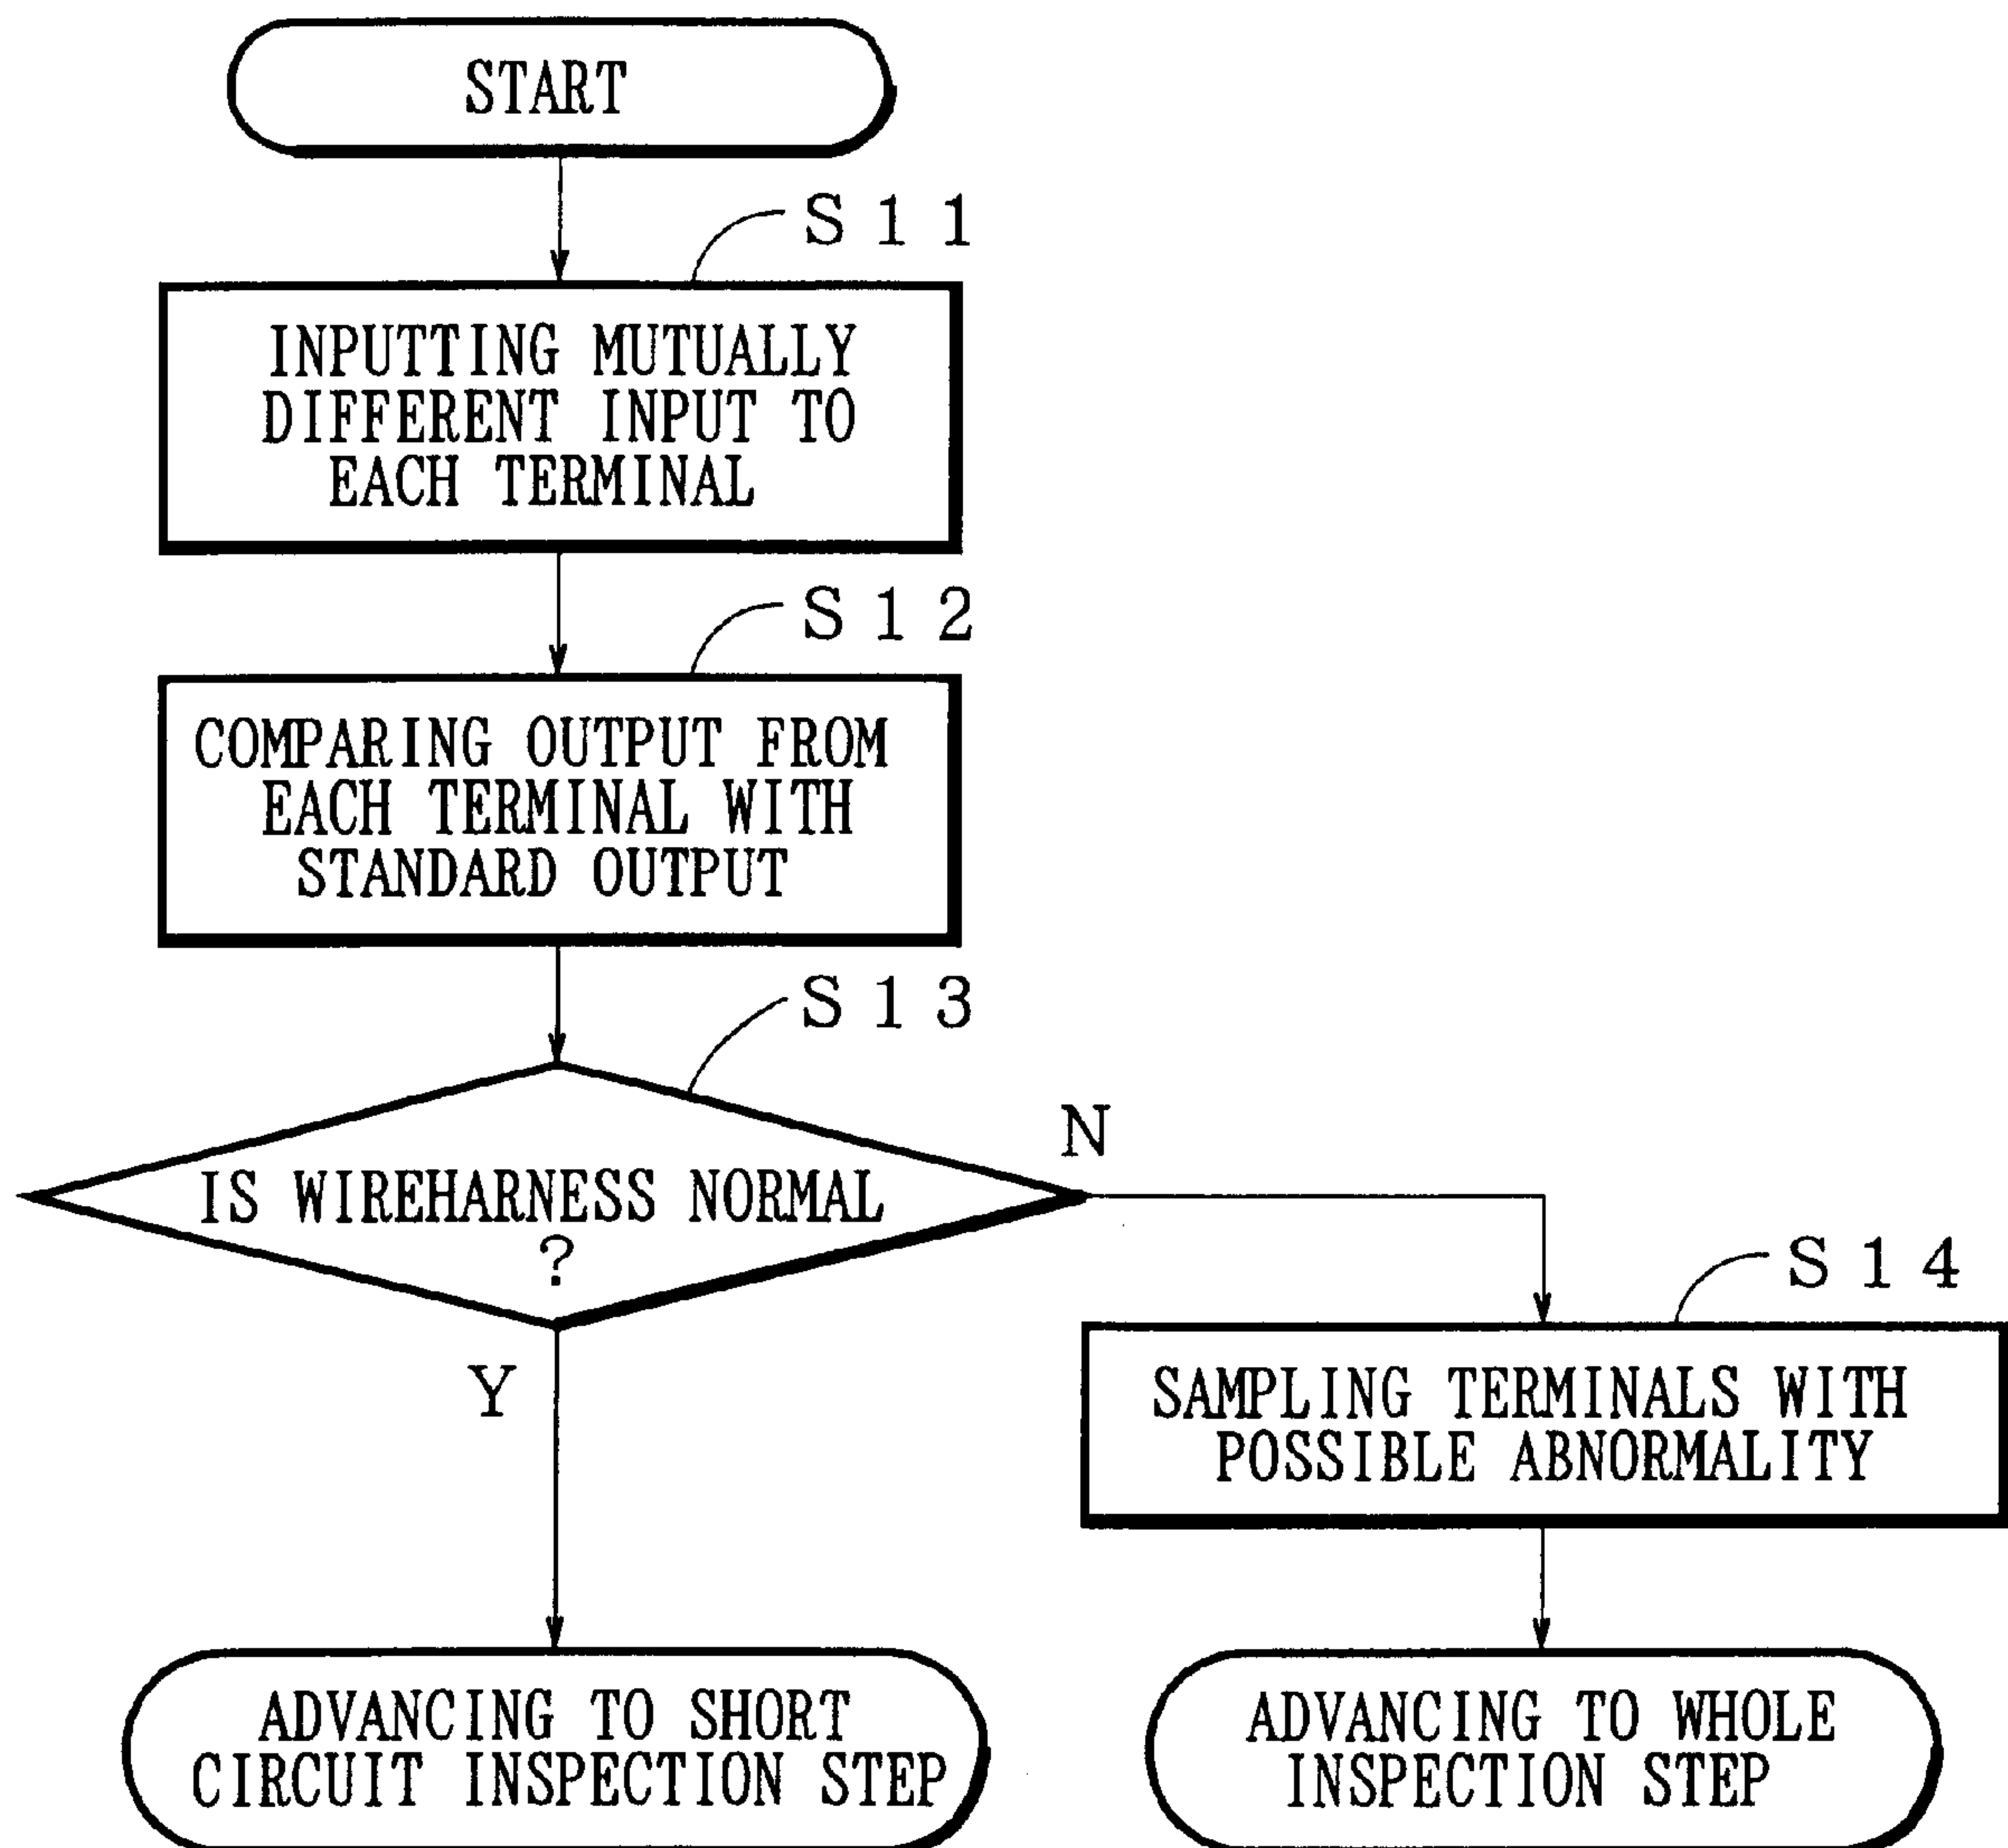 START
S11
INPUTTING MUTUALLY
DIFFERENT INPUT TO
EACH TERMINAL
S12
COMPARING OUTPUT FROM
EACH TERMINAL WITH
STANDARD OUTPUT
S13
IS WIREHARNESS NORMAL
?
N
Y
S14
SAMPLING TERMINALS WITH
POSSIBLE ABNORMALITY
ADVANCING TO SHORT
CIRCUIT INSPECTION STEP
ADVANCING TO WHOLE
INSPECTION STEP